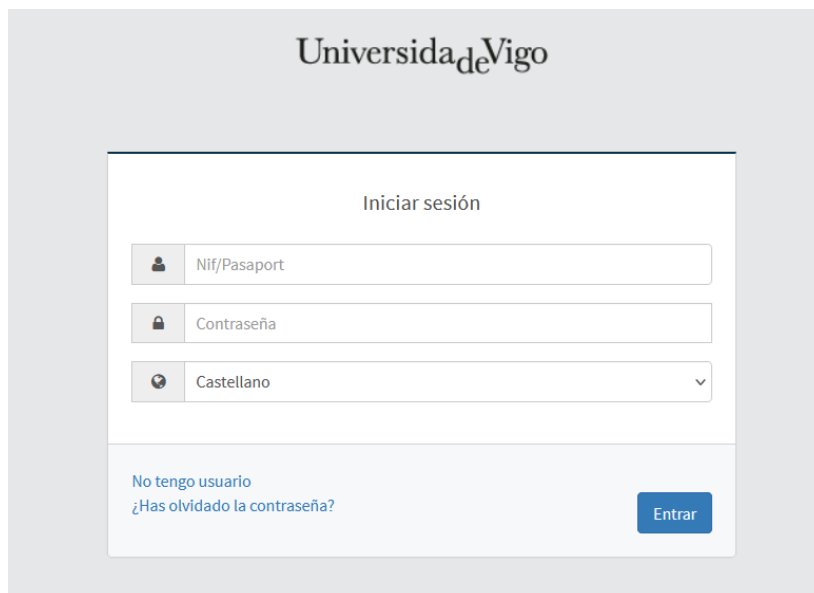 UniversidadeVigo
Iniciar sesión
Nif/Pasaport
Contraseña
Castellano
No tengo usuario
¿Has olvidado la contraseña?
Entrar